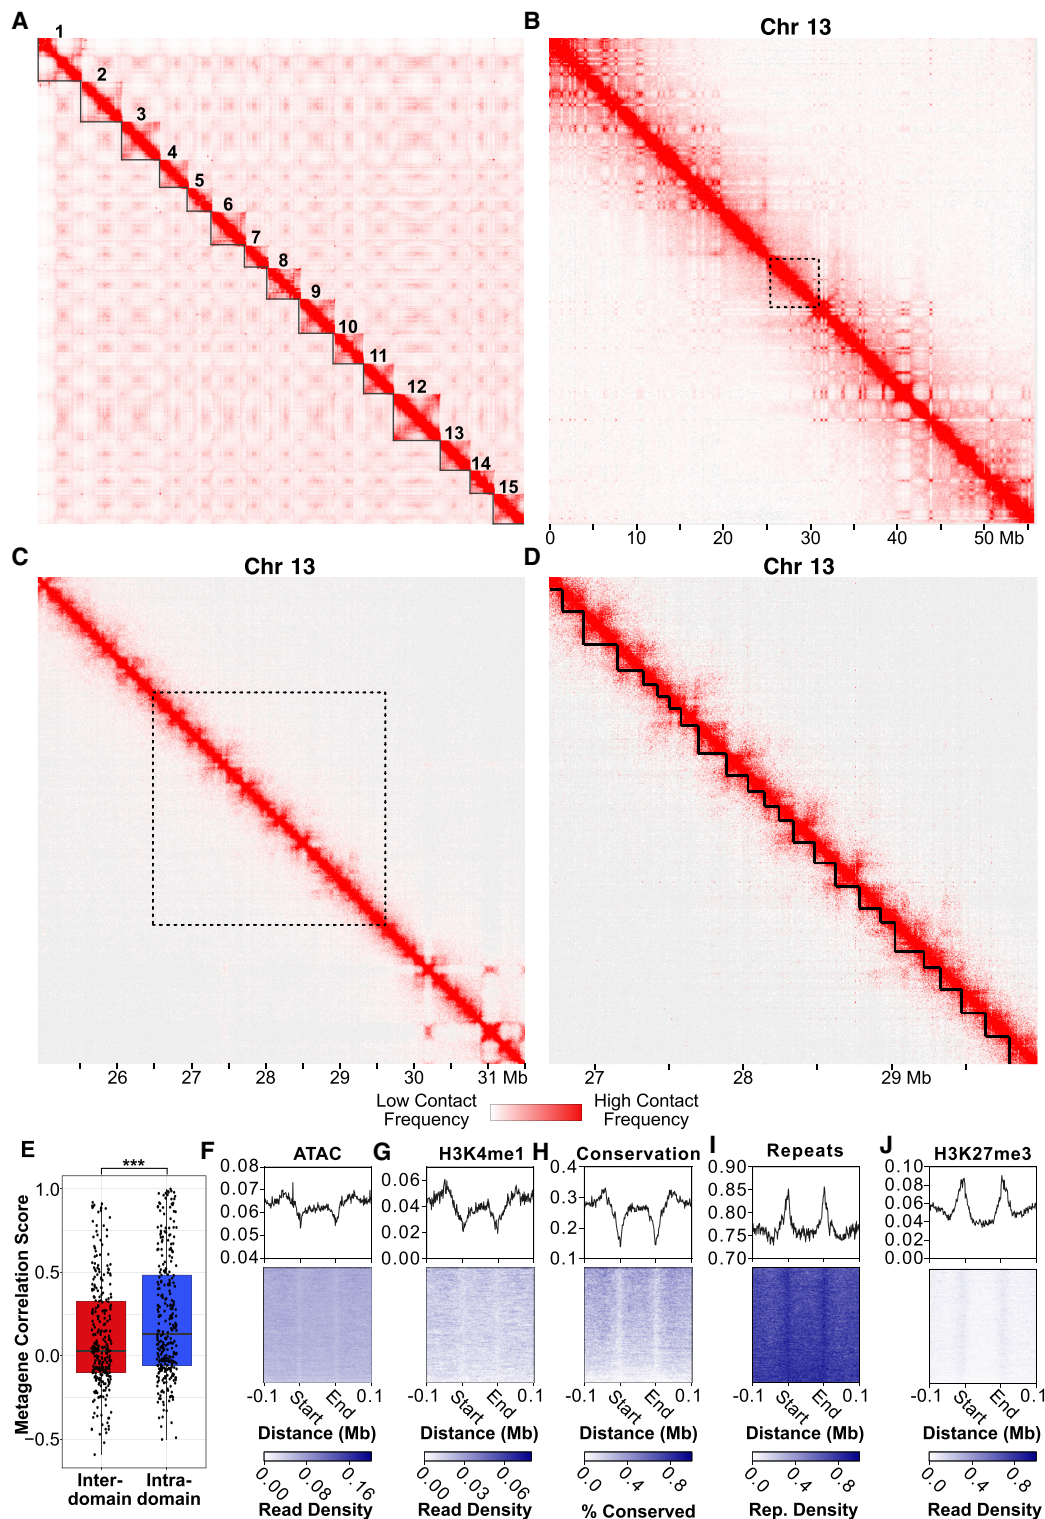 A
1
2
3
4
5
6
7
8
9
10
11
12
13
14
15
B
Chr 13
0 10 20 30 40 50 Mb
C
Chr 13
26 27 28 29 30 31 Mb
D
Chr 13
27 28 29 Mb
Low Contact Frequency
High Contact Frequency
E
***
Metagene Correlation Score
1.0
0.5
0.0
−0.5
Inter-domain
Intra-domain
F
ATAC
0.08
0.07
0.06
0.05
0.04
-0.1 Start End 0.1
Distance (Mb)
0.00 0.08 0.16
Read Density
G
H3K4me1
0.06
0.04
0.02
0.00
-0.1 Start End 0.1
Distance (Mb)
0.00 0.03 0.06
Read Density
H
Conservation
0.4
0.3
0.2
0.1
-0.1 Start End 0.1
Distance (Mb)
0.0 0.4 0.8
% Conserved
I
Repeats
0.90
0.85
0.80
0.75
0.70
-0.1 Start End 0.1
Distance (Mb)
0.0 0.4 0.8
Rep. Density
J
H3K27me3
0.10
0.08
0.06
0.04
0.02
0.00
-0.1 Start End 0.1
Distance (Mb)
0.0 0.4 0.8
Read Density